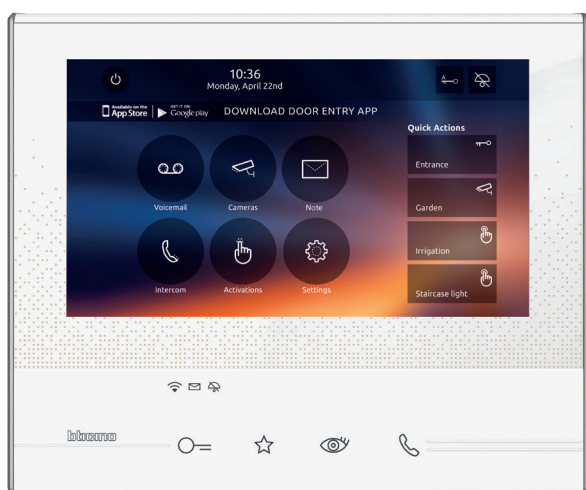 10:36
Monday, April 22nd
A
Available on the
App Store
GET IT ON
Google play
DOWNLOAD DOOR ENTRY APP
Quick Actions
Entrance
Garden
Irrigation
Staircase light
Voicemail
Cameras
Note
Intercom
Activations
Settings
bticino